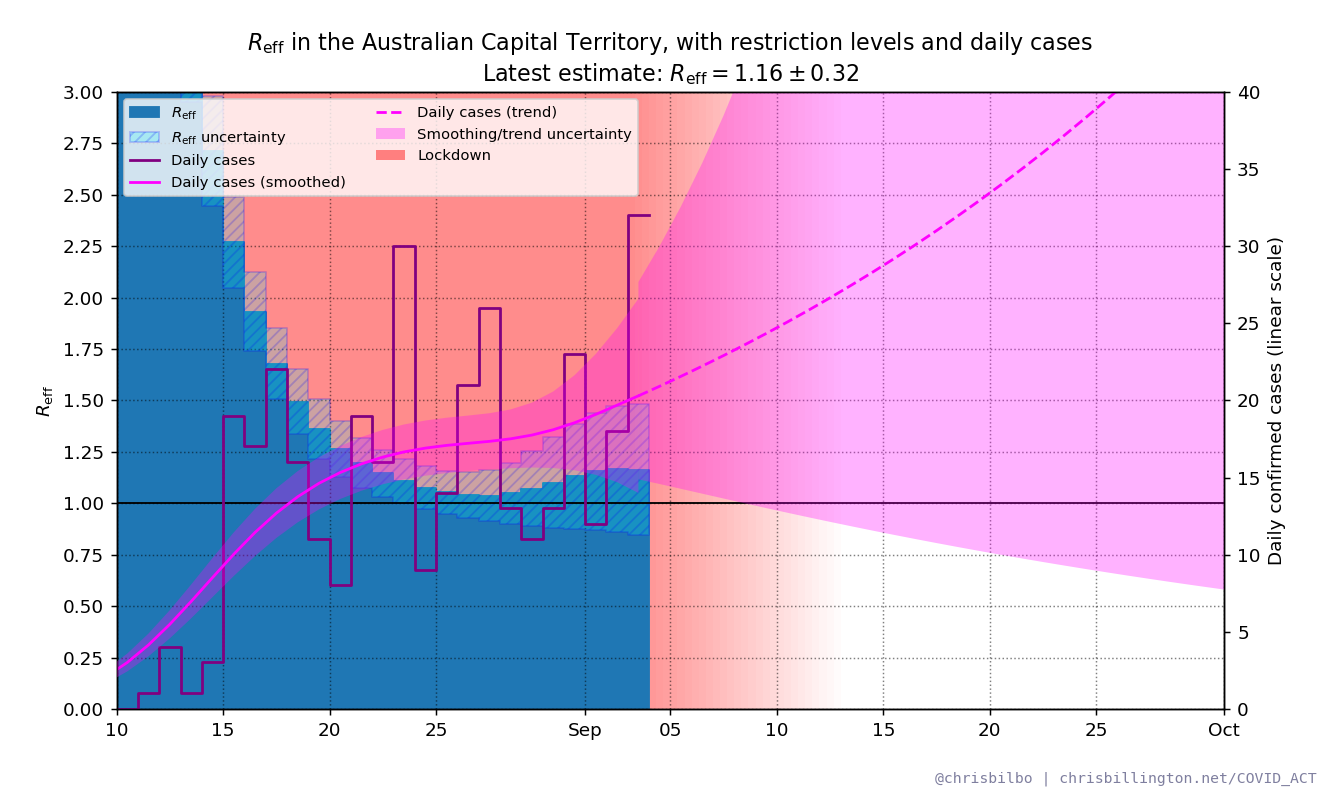 R_eff in the Australian Capital Territory, with restriction levels and daily cases
Latest estimate: R_eff = 1.16 ± 0.32
R_eff
R_eff uncertainty
Daily cases
Daily cases (smoothed)
Daily cases (trend)
Smoothing/trend uncertainty
Lockdown
3.00
2.75
2.50
2.25
2.00
1.75
1.50
1.25
1.00
0.75
0.50
0.25
0.00
R_eff
40
35
30
25
20
15
10
5
0
Daily confirmed cases (linear scale)
10 15 20 25 Sep 05 10 15 20 25 Oct
@chrisbilbo | chrisbillington.net/COVID_ACT